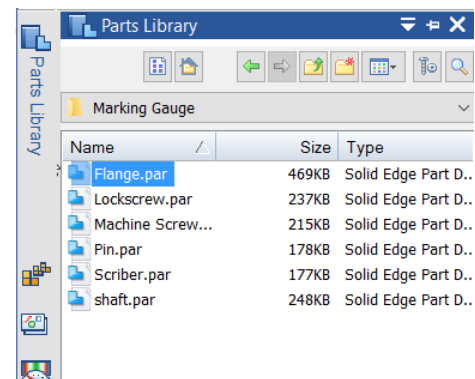 Parts Library
Parts Library
Marking Gauge
Name Size Type
Flange.par 469KB Solid Edge Part D..
Lockscrew.par 237KB Solid Edge Part D..
Machine Screw... 215KB Solid Edge Part D..
Pin.par 178KB Solid Edge Part D..
Scriber.par 177KB Solid Edge Part D..
shaft.par 248KB Solid Edge Part D..